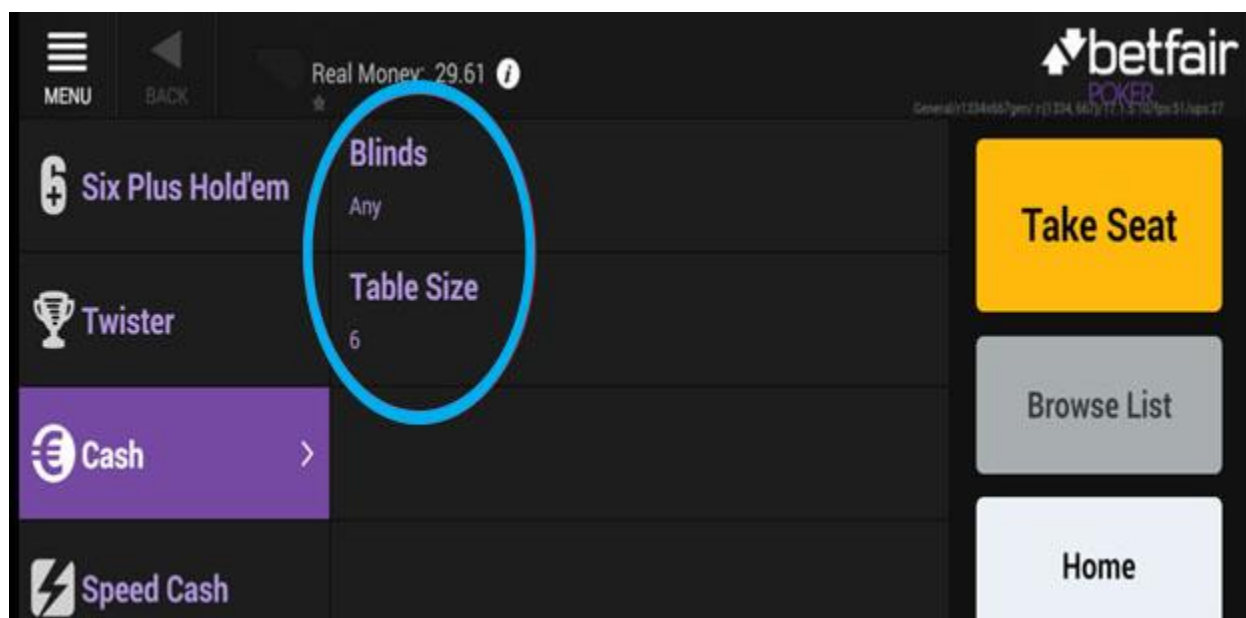 MENU
BACK
Real Money: 29.61 i
betfair
POKER
6+ Six Plus Hold'em
Twister
€ Cash >
Speed Cash
Blinds
Any
Table Size
6
Take Seat
Browse List
Home